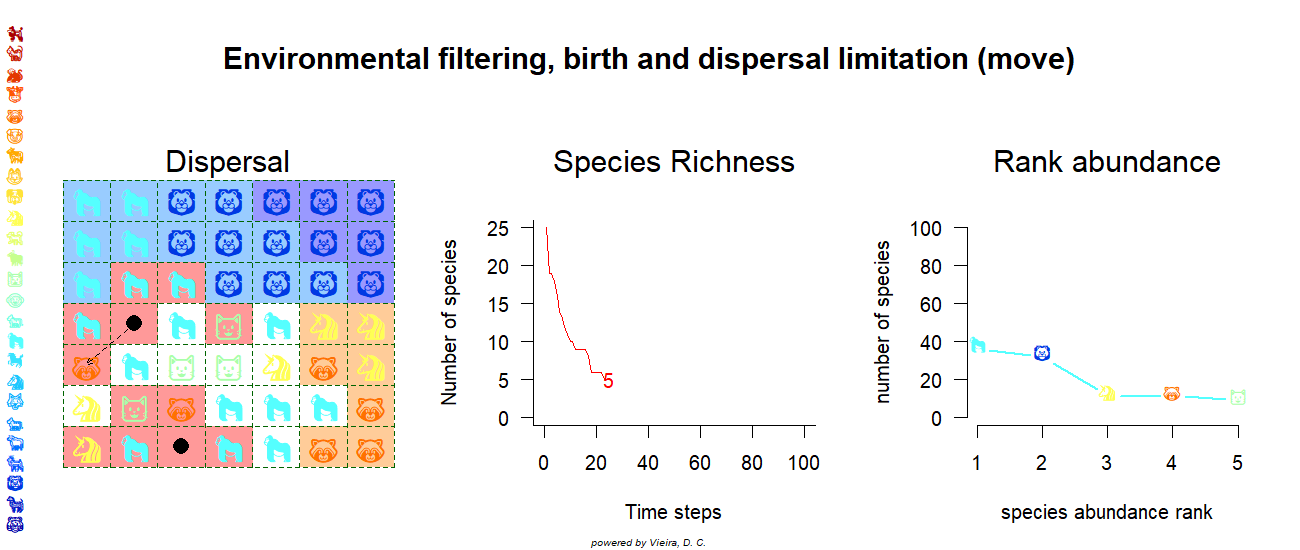 Environmental filtering, birth and dispersal limitation (move)
Dispersal
Species Richness
Rank abundance
Number of species
25
20
15
10
5
0
5
0 20 40 60 80 100
Time steps
number of species
100
80
60
40
20
0
1 2 3 4 5
species abundance rank
powered by Vieira, D. C.